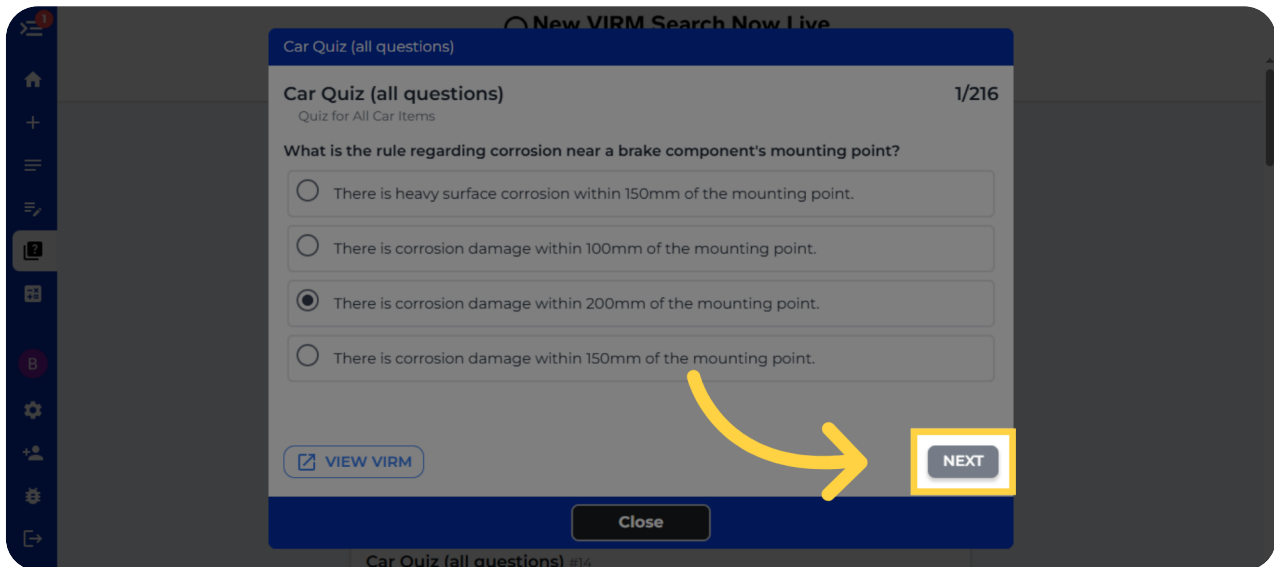 1
New VIRM Search Now Live
Car Quiz (all questions)
Car Quiz (all questions)
1/216
Quiz for All Car Items
What is the rule regarding corrosion near a brake component's mounting point?
There is heavy surface corrosion within 150mm of the mounting point.
There is corrosion damage within 100mm of the mounting point.
There is corrosion damage within 200mm of the mounting point.
There is corrosion damage within 150mm of the mounting point.
B
VIEW VIRM
NEXT
Close
Car Quiz (all questions) #14